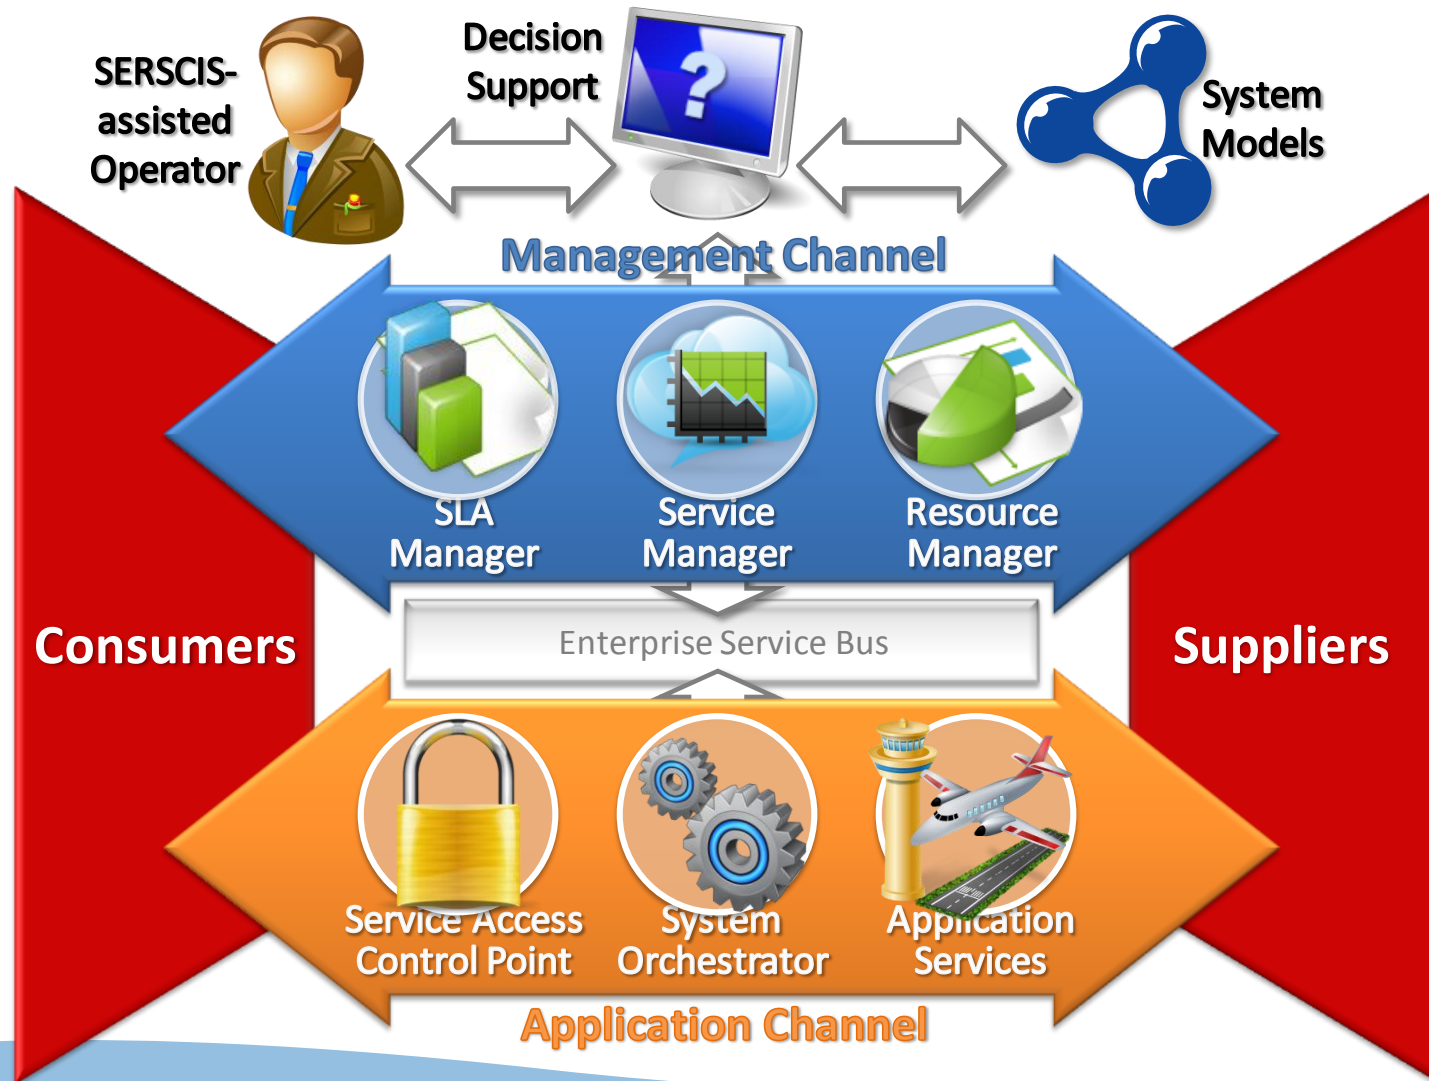 SERSCIS-
assisted
Operator
Decision
Support
?
System
Models
Management Channel
SLA
Manager
Service
Manager
Resource
Manager
Consumers
Enterprise Service Bus
Suppliers
Service Access
Control Point
System
Orchestrator
Application
Services
Application Channel